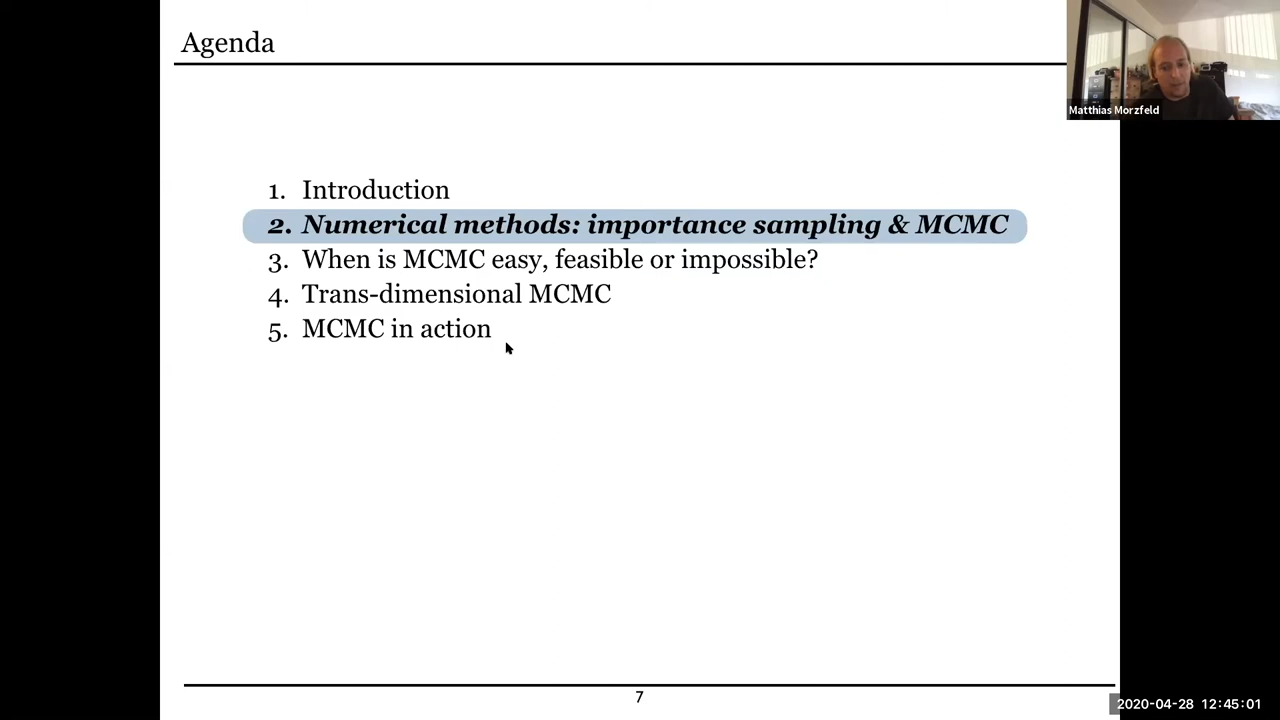 Agenda
Matthias Morzfeld
1. Introduction
2. Numerical methods: importance sampling & MCMC
3. When is MCMC easy, feasible or impossible?
4. Trans-dimensional MCMC
5. MCMC in action
7
2020-04-28 12:45:01